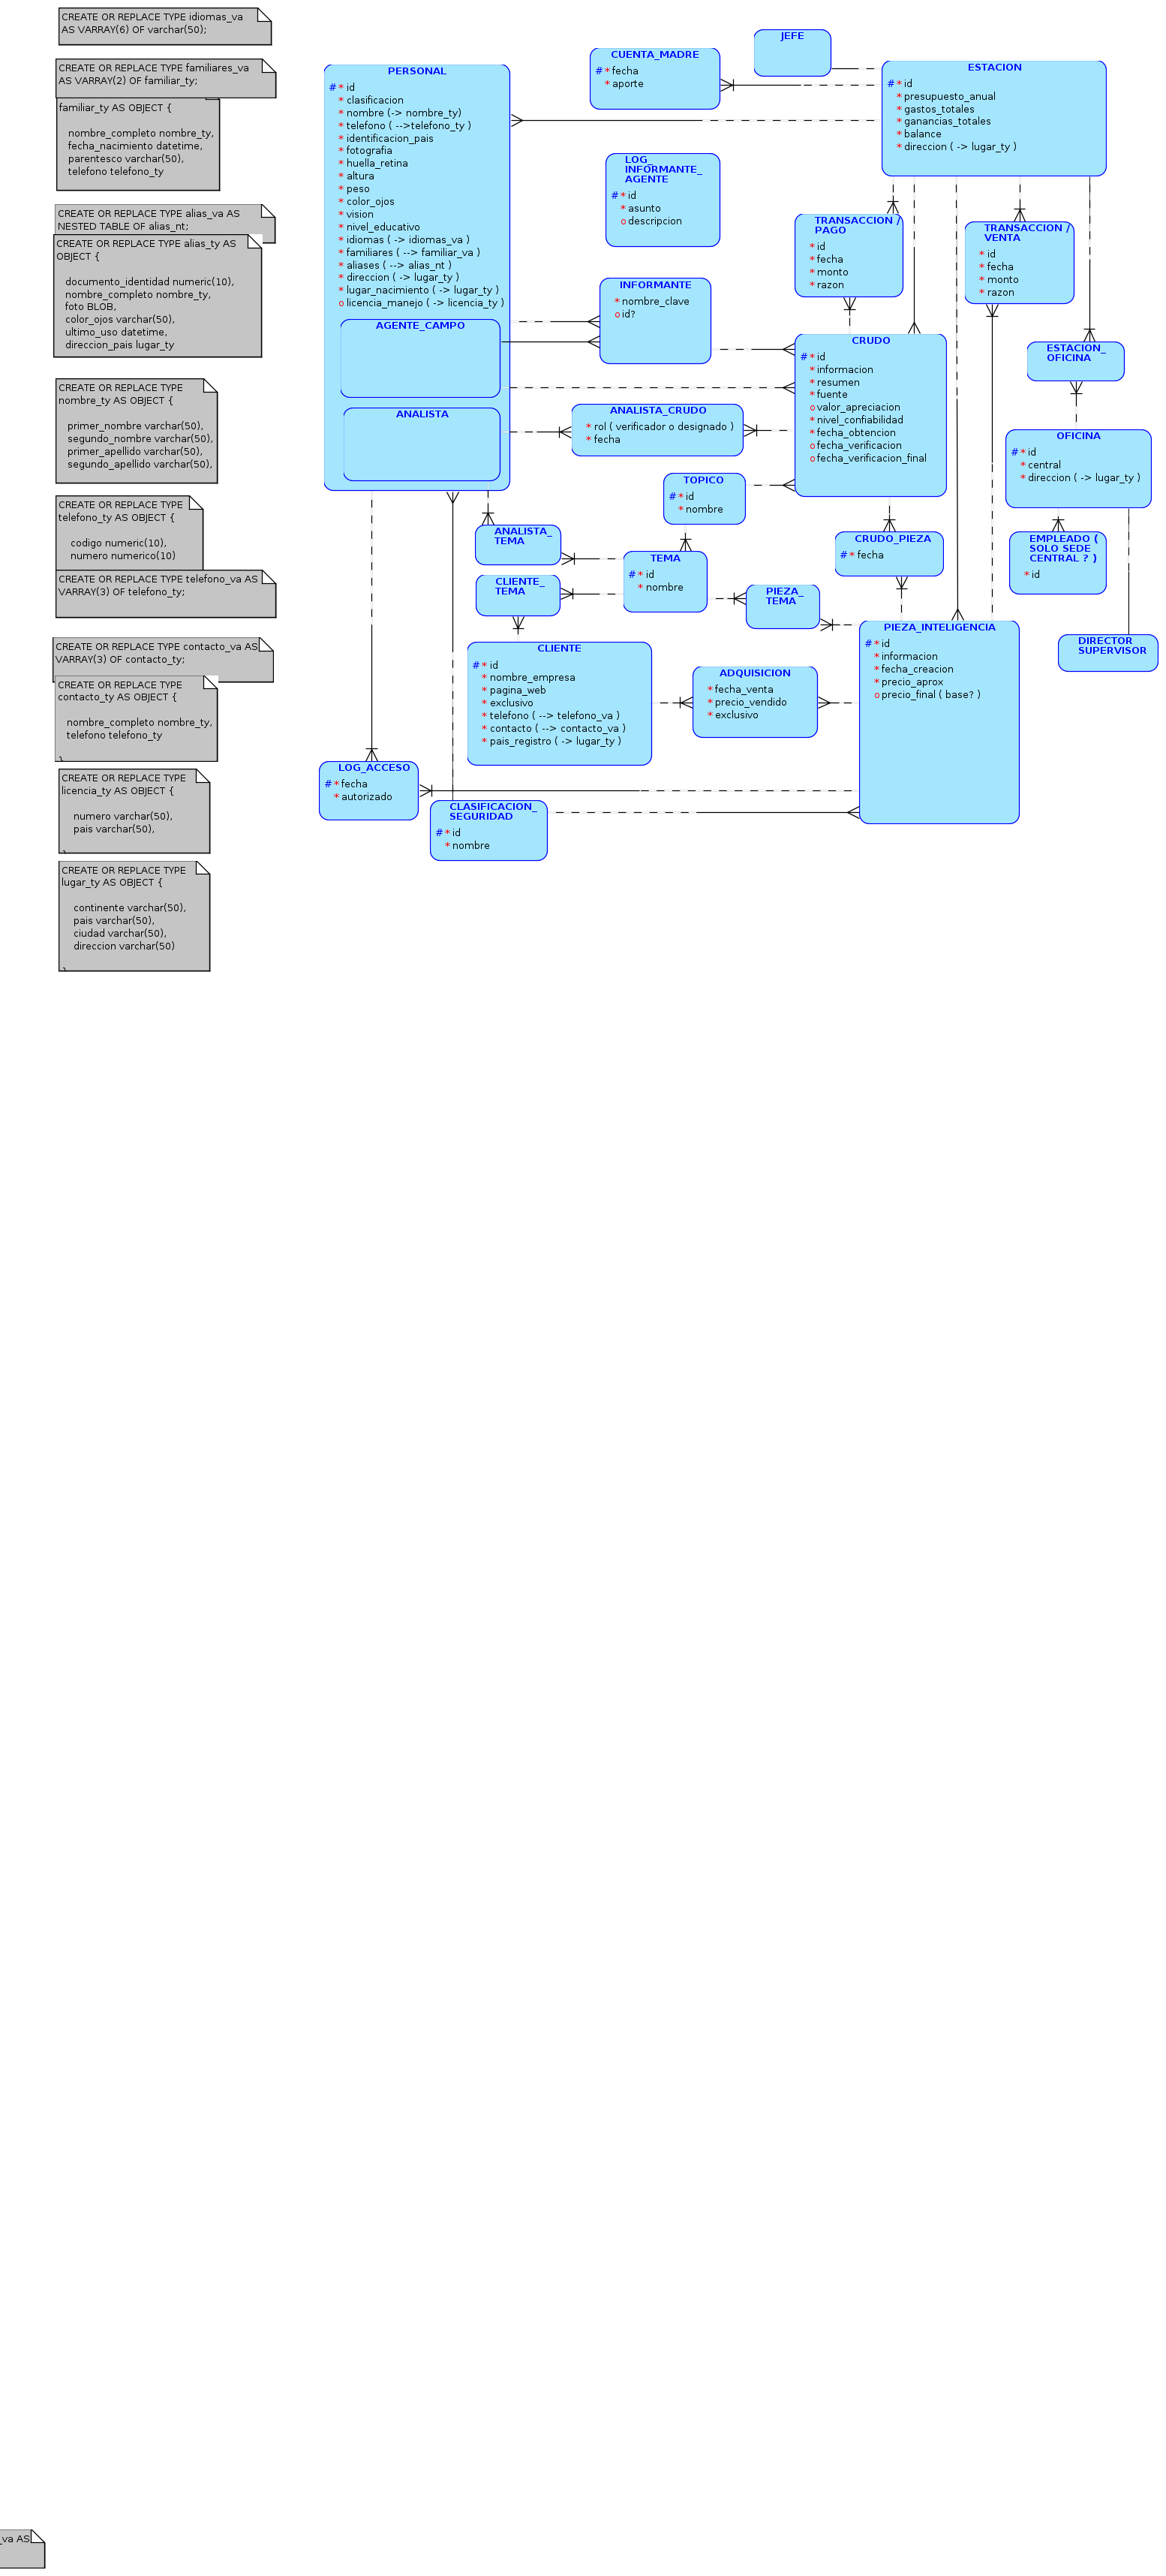 CREATE OR REPLACE TYPE idiomas_va
AS VARRAY(6) OF varchar(50);
CREATE OR REPLACE TYPE familiares_va
AS VARRAY(2) OF familiar_ty;
familiar_ty AS OBJECT {
nombre_completo nombre_ty,
fecha_nacimiento datetime,
parentesco varchar(50),
telefono telefono_ty
CREATE OR REPLACE TYPE alias_va AS
NESTED TABLE OF alias_nt;
CREATE OR REPLACE TYPE alias_ty AS
OBJECT {
documento_identidad numeric(10),
nombre_completo nombre_ty,
foto BLOB,
color_ojos varchar(50),
ultimo_uso datetime,
direccion_pais lugar_ty
CREATE OR REPLACE TYPE
nombre_ty AS OBJECT {
primer_nombre varchar(50),
segundo_nombre varchar(50),
primer_apellido varchar(50),
segundo_apellido varchar(50),
CREATE OR REPLACE TYPE
telefono_ty AS OBJECT {
codigo numeric(10),
numero numerico(10)
CREATE OR REPLACE TYPE telefono_va AS
VARRAY(3) OF telefono_ty;
CREATE OR REPLACE TYPE contacto_va AS
VARRAY(3) OF contacto_ty;
CREATE OR REPLACE TYPE
contacto_ty AS OBJECT {
nombre_completo nombre_ty,
telefono telefono_ty
}
CREATE OR REPLACE TYPE
licencia_ty AS OBJECT {
numero varchar(50),
pais varchar(50),
}
CREATE OR REPLACE TYPE
lugar_ty AS OBJECT {
continente varchar(50),
pais varchar(50),
ciudad varchar(50),
direccion varchar(50)
}
PERSONAL
# * id
* clasificacion
* nombre (-> nombre_ty)
* telefono ( -->telefono_ty )
* identificacion_pais
* fotografia
* huella_retina
* altura
* peso
* color_ojos
* vision
* nivel_educativo
* idiomas ( -> idiomas_va )
* familiares ( --> familiar_va )
* aliases ( --> alias_nt )
* direccion ( -> lugar_ty )
* lugar_nacimiento ( -> lugar_ty )
o licencia_manejo ( -> licencia_ty )
AGENTE_CAMPO
ANALISTA
CUENTA_MADRE
# * fecha
* aporte
JEFE
ESTACION
# * id
* presupuesto_anual
* gastos_totales
* ganancias_totales
* balance
* direccion ( -> lugar_ty )
LOG_
INFORMANTE_
AGENTE
# * id
* asunto
o descripcion
TRANSACCION /
PAGO
* id
* fecha
* monto
* razon
TRANSACCION /
VENTA
* id
* fecha
* monto
* razon
INFORMANTE
* nombre_clave
o id?
CRUDO
# * id
* informacion
* resumen
* fuente
o valor_apreciacion
* nivel_confiabilidad
* fecha_obtencion
o fecha_verificacion
o fecha_verificacion_final
ESTACION_
OFICINA
ANALISTA_CRUDO
* rol ( verificador o designado )
* fecha
OFICINA
# * id
* central
* direccion ( -> lugar_ty )
TOPICO
# * id
* nombre
ANALISTA_
TEMA
CRUDO_PIEZA
# * fecha
EMPLEADO (
SOLO SEDE
CENTRAL ? )
* id
TEMA
# * id
* nombre
CLIENTE_
TEMA
PIEZA_
TEMA
PIEZA_INTELIGENCIA
# * id
* informacion
* fecha_creacion
* precio_aprox
o precio_final ( base? )
DIRECTOR
SUPERVISOR
CLIENTE
# * id
* nombre_empresa
* pagina_web
* exclusivo
* telefono ( --> telefono_va )
* contacto ( --> contacto_va )
* pais_registro ( -> lugar_ty )
ADQUISICION
* fecha_venta
* precio_vendido
* exclusivo
LOG_ACCESO
# * fecha
* autorizado
CLASIFICACION_
SEGURIDAD
# * id
* nombre
_va AS